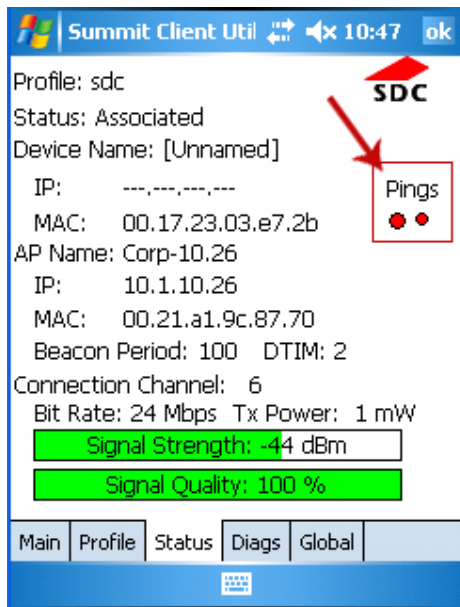 Summit Client Util 10:47 ok
Profile: sdc
SDC
Status: Associated
Device Name: [Unnamed]
IP: ---.---.---.---
Pings
MAC: 00.17.23.03.e7.2b
AP Name: Corp-10.26
IP: 10.1.10.26
MAC: 00.21.a1.9c.87.70
Beacon Period: 100 DTIM: 2
Connection Channel: 6
Bit Rate: 24 Mbps Tx Power: 1 mW
Signal Strength: -44 dBm
Signal Quality: 100 %
Main Profile Status Diags Global